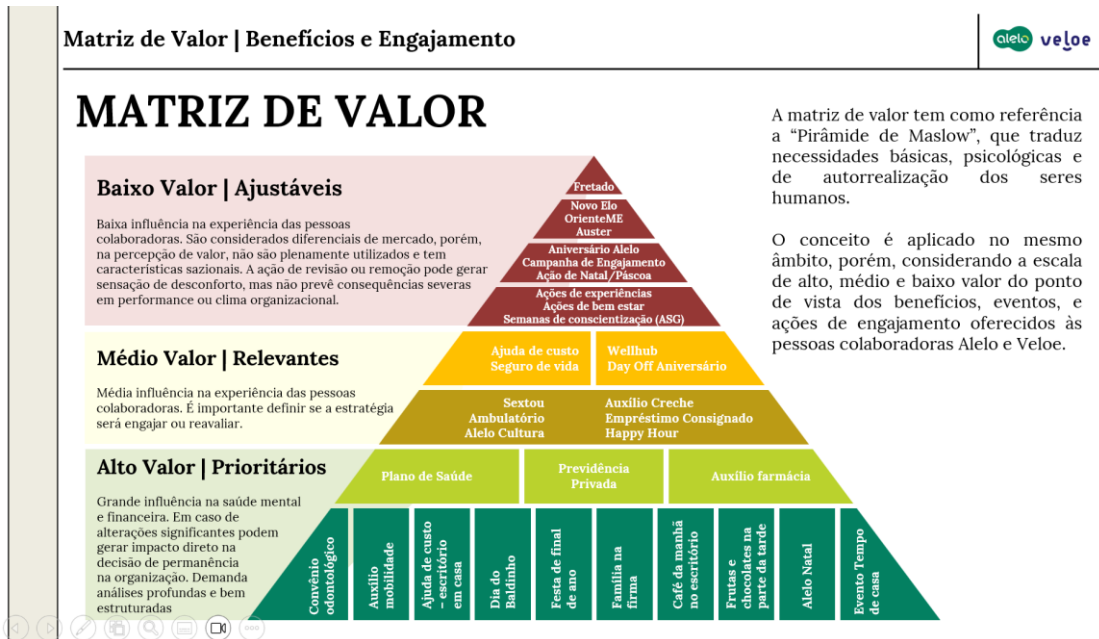 Matriz de Valor | Benefícios e Engajamento
alelo veloe
MATRIZ DE VALOR
Baixo Valor | Ajustáveis
Baixa influência na experiência das pessoas
colaboradoras. São considerados diferenciais de mercado, porém,
na percepção de valor, não são plenamente utilizados e tem
características sazionais. A ação de revisão ou remoção pode gerar
sensação de desconforto, mas não prevê consequências severas
em performance ou clima organizacional.
Médio Valor | Relevantes
Média influência na experiência das pessoas
colaboradoras. É importante definir se a estratégia
será engajar ou reavaliar.
Alto Valor | Prioritários
Grande influência na saúde mental
e financeira. Em caso de
alterações significantes podem
gerar impacto direto na
decisão de permanência
na organização. Demanda
análises profundas e bem
estruturadas
Fretado
Novo Elo
OrienteME
Auster
Aniversário Alelo
Campanha de Engajamento
Ação de Natal/Páscoa
Ações de experiências
Ações de bem estar
Semanas de conscientização (ASG)
Ajuda de custo
Seguro de vida
Wellhub
Day Off Aniversário
Sextou
Ambulatório
Alelo Cultura
Auxílio Creche
Empréstimo Consignado
Happy Hour
Plano de Saúde
Previdência
Privada
Auxílio farmácia
Convênio
odontológico
Auxílio
mobilidade
Ajuda de custo
– escritório
em casa
Dia do
Baldinho
Festa de final
de ano
Família na
firma
Café da manhã
no escritório
Frutas e
chocolates na
parte da tarde
Alelo Natal
Evento Tempo
de casa
A matriz de valor tem como referência
a “Pirâmide de Maslow”, que traduz
necessidades básicas, psicológicas e
de autorrealização dos seres
humanos.
O conceito é aplicado no mesmo
âmbito, porém, considerando a escala
de alto, médio e baixo valor do ponto
de vista dos benefícios, eventos, e
ações de engajamento oferecidos às
pessoas colaboradoras Alelo e Veloe.